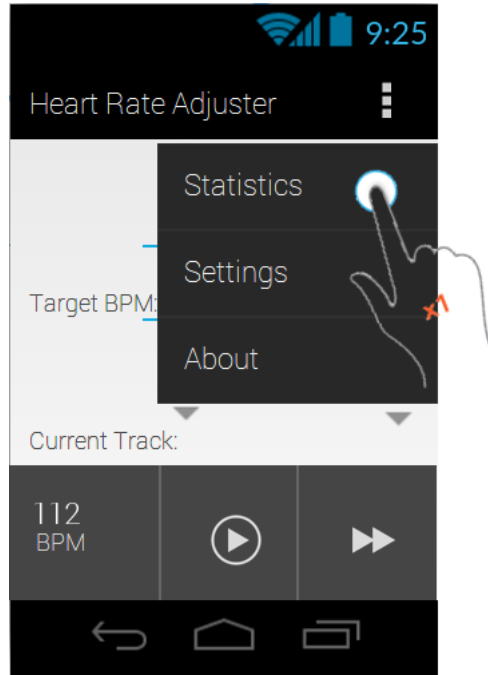 9:25
Heart Rate Adjuster
Statistics
Settings
Target BPM:
x1
About
Current Track:
112
BPM